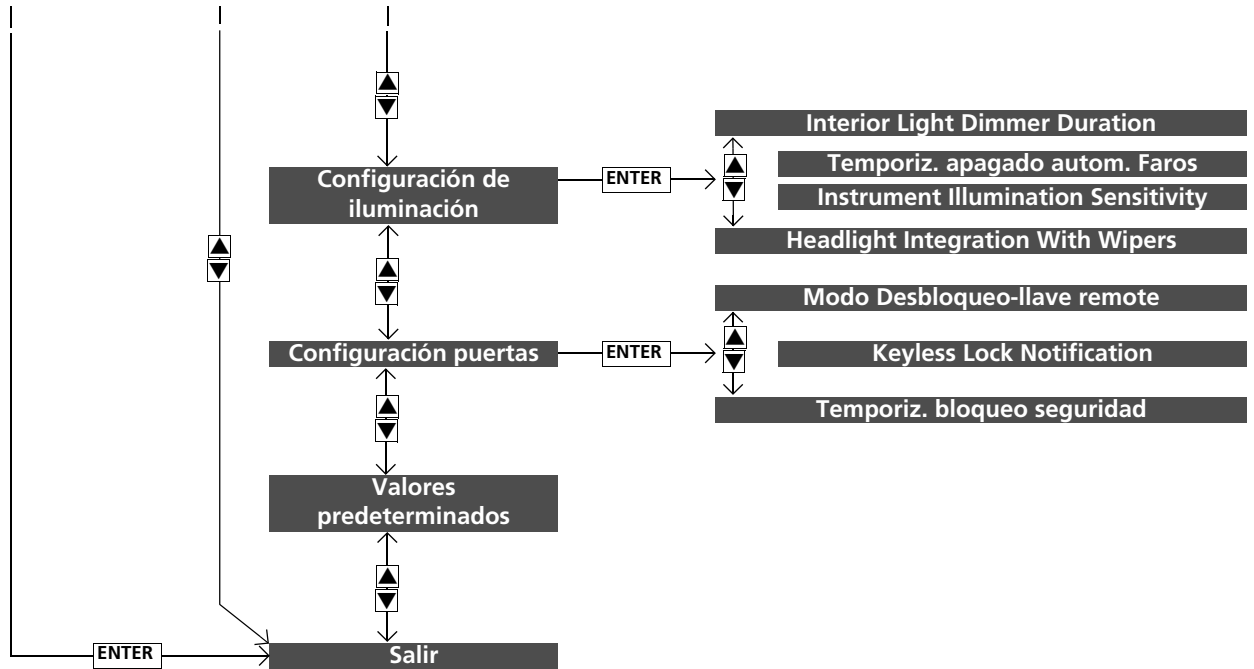 Interior Light Dimmer Duration
Configuración de
iluminación
ENTER
Temporiz. apagado autom. Faros
Instrument Illumination Sensitivity
Headlight Integration With Wipers
Configuración puertas
ENTER
Modo Desbloqueo-llave remote
Keyless Lock Notification
Temporiz. bloqueo seguridad
Valores
predeterminados
ENTER
Salir